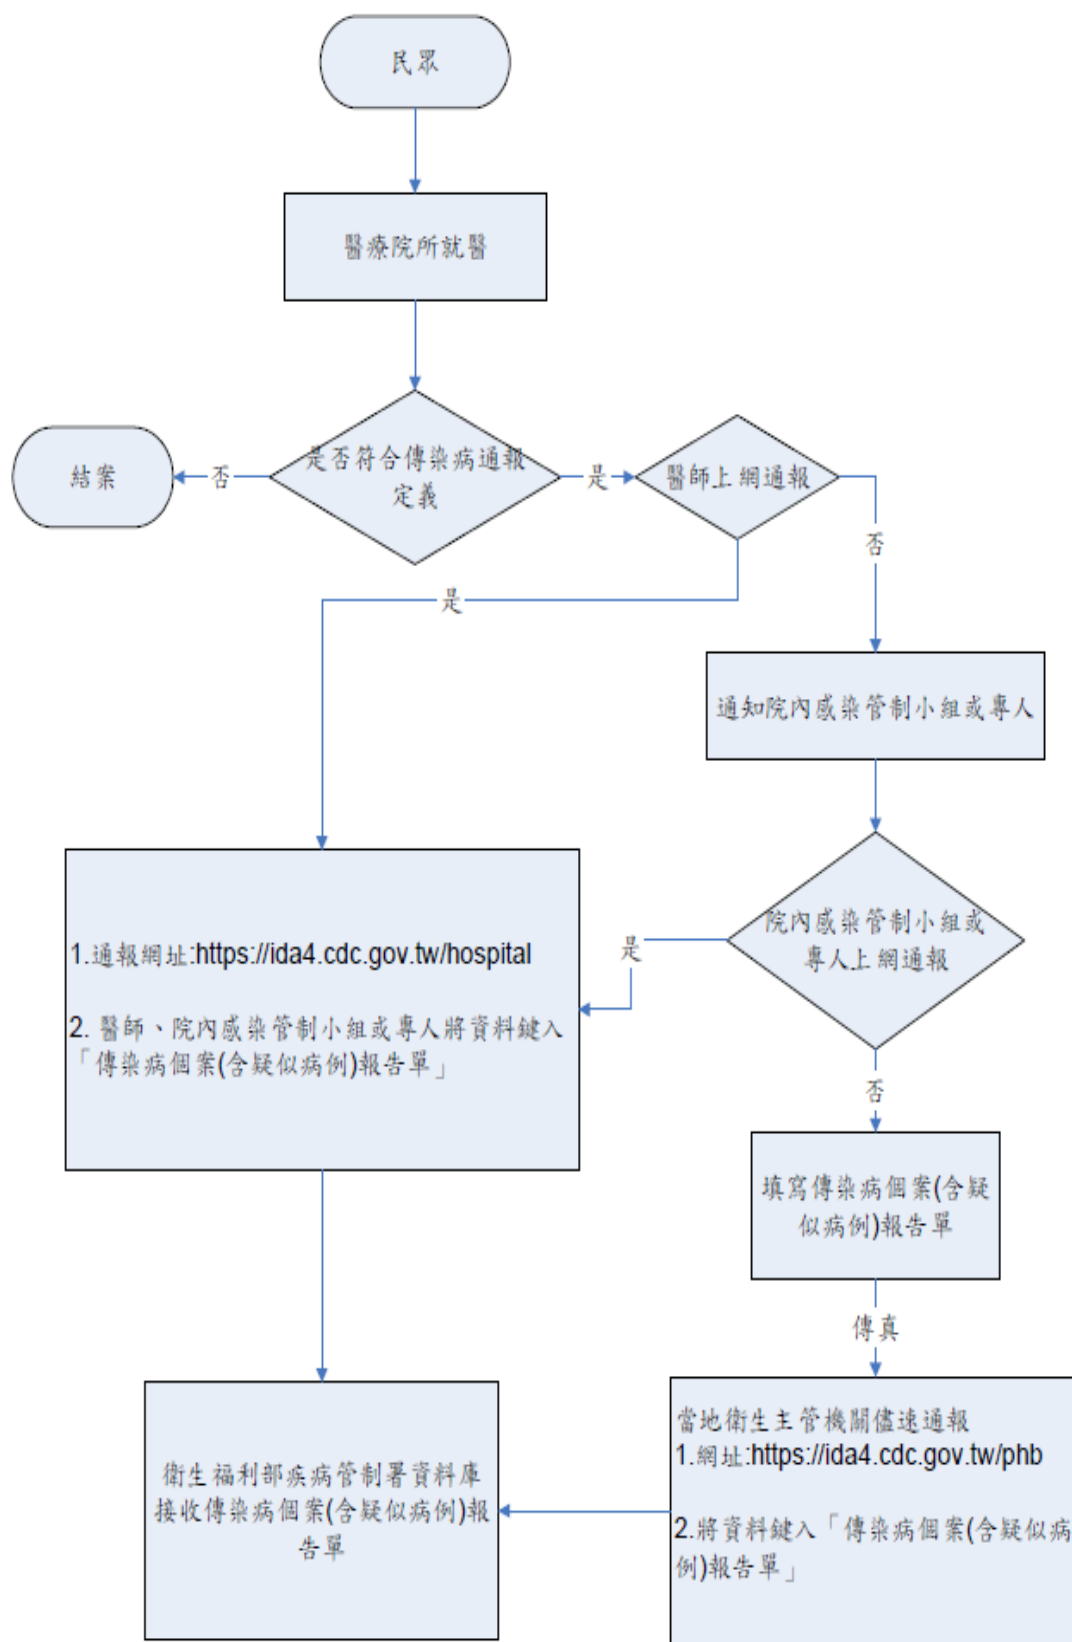 民眾
醫療院所就醫
是否符合傳染病通報
定義
否
結案
是
醫師上網通報
是
否
通知院內感染管制小組或專人
院內感染管制小組或
專人上網通報
是
1.通報網址:https://ida4.cdc.gov.tw/hospital
2. 醫師、院內感染管制小組或專人將資料鍵入
「傳染病個案(含疑似病例)報告單」
否
填寫傳染病個案(含疑
似病例)報告單
傳真
當地衛生主管機關儘速通報
1.網址:https://ida4.cdc.gov.tw/phb
2.將資料鍵入「傳染病個案(含疑似病
例)報告單」
衛生福利部疾病管制署資料庫
接收傳染病個案(含疑似病例)報
告單